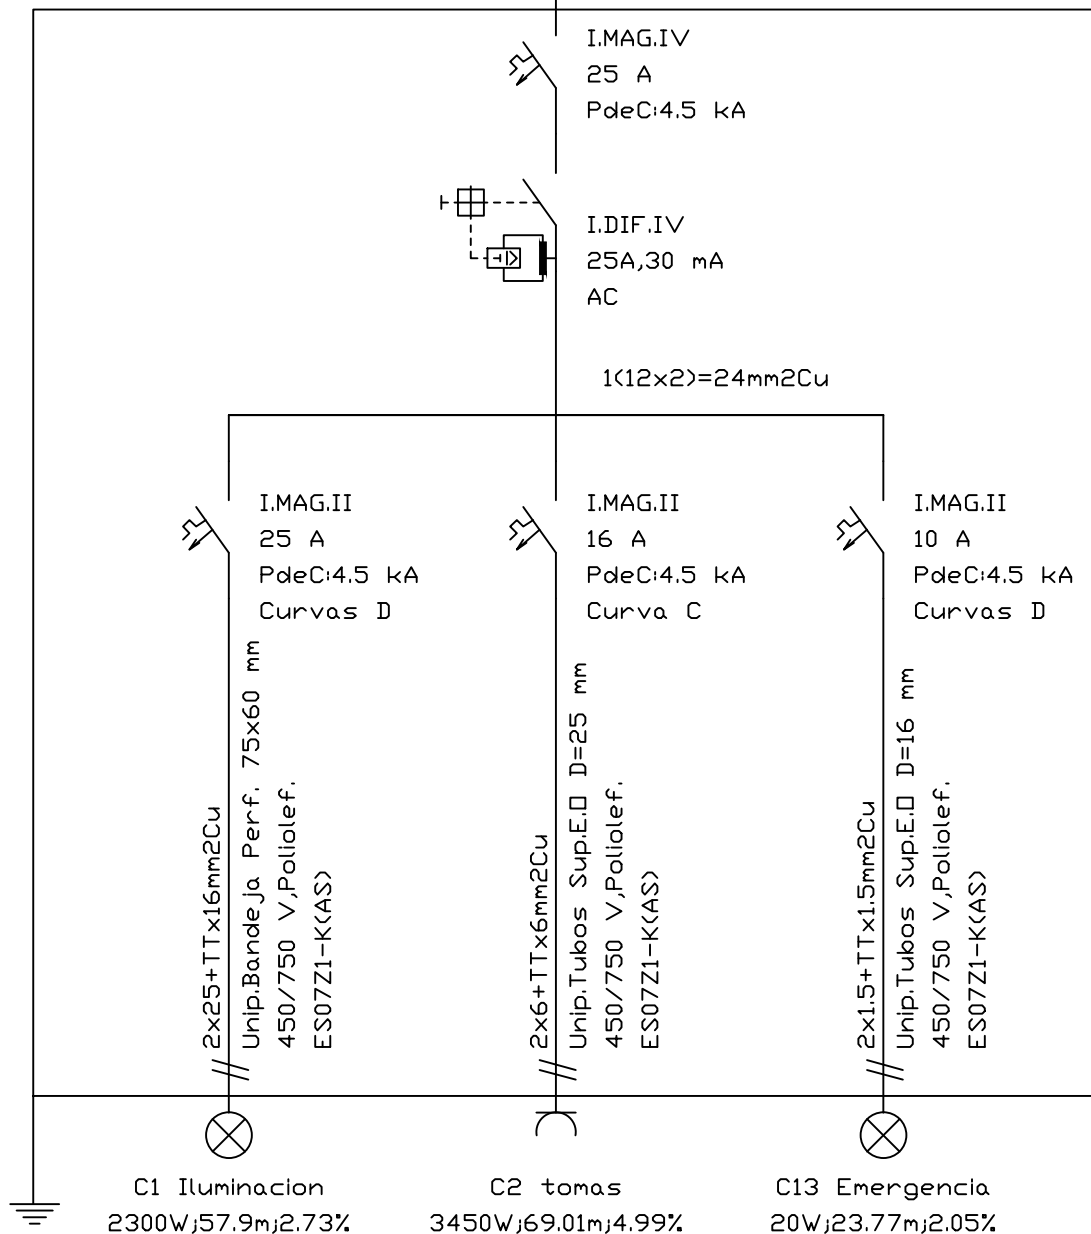 I.MAG.IV
25 A
PdeC:4.5 kA
I.DIF.IV
25A,30 mA
AC
1(12x2)=24mm2Cu
I.MAG.II
25 A
PdeC:4.5 kA
Curvas D
I.MAG.II
16 A
PdeC:4.5 kA
Curva C
I.MAG.II
10 A
PdeC:4.5 kA
Curvas D
2x25+TTx16mm2Cu
Unip.Bandeja Perf. 75x60 mm
450/750 V,Poliolef.
ES07Z1-K(AS)
2x6+TTx6mm2Cu
Unip.Tubos Sup.E.O D=25 mm
450/750 V,Poliolef.
ES07Z1-K(AS)
2x1.5+TTx1.5mm2Cu
Unip.Tubos Sup.E.O D=16 mm
450/750 V,Poliolef.
ES07Z1-K(AS)
C1 Iluminacion
2300W;57.9m;2.73%
C2 tomas
3450W;69.01m;4.99%
C13 Emergencia
20W;23.77m;2.05%